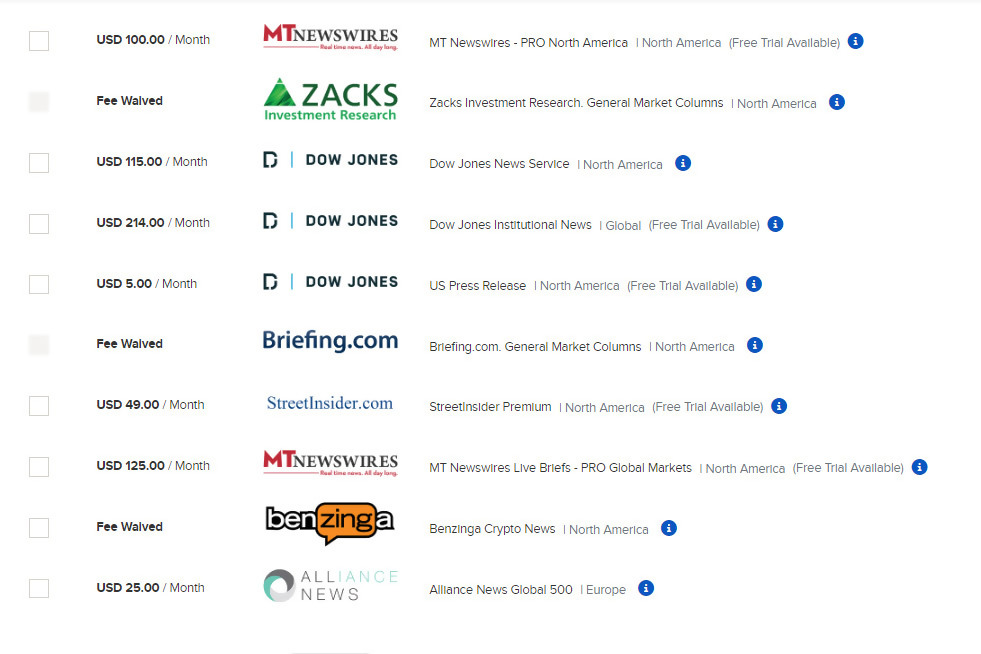 USD 100.00 / Month MTNEWSWIRES Real time news. All day long. MT Newswires - PRO North America | North America (Free Trial Available) i
Fee Waived ZACKS Investment Research Zacks Investment Research. General Market Columns | North America i
USD 115.00 / Month D | DOW JONES Dow Jones News Service | North America i
USD 214.00 / Month D | DOW JONES Dow Jones Institutional News | Global (Free Trial Available) i
USD 5.00 / Month D | DOW JONES US Press Release | North America (Free Trial Available) i
Fee Waived Briefing.com Briefing.com. General Market Columns | North America i
USD 49.00 / Month StreetInsider.com StreetInsider Premium | North America (Free Trial Available) i
USD 125.00 / Month MTNEWSWIRES Real time news. All day long. MT Newswires Live Briefs - PRO Global Markets | North America (Free Trial Available) i
Fee Waived benzinga Benzinga Crypto News | North America i
USD 25.00 / Month ALLIANCE NEWS Alliance News Global 500 | Europe i